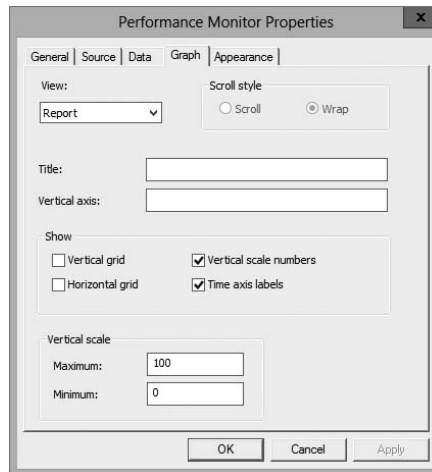 Performance Monitor Properties
x
General Source Data Graph Appearance
View:
Report
Scroll style
Scroll Wrap
Title:
Vertical axis:
Show
Vertical grid Vertical scale numbers
Horizontal grid Time axis labels
Vertical scale
Maximum: 100
Minimum: 0
OK Cancel Apply